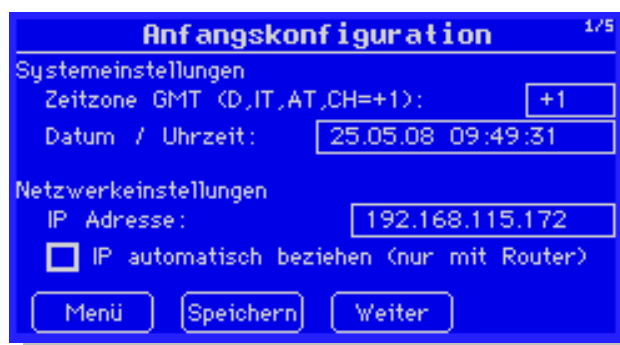 Anfangskonfiguration 1/5
Systemeinstellungen
Zeitzone GMT (D,IT,AT,CH=+1): +1
Datum / Uhrzeit: 25.05.08 09:49:31
Netzwerkeinstellungen
IP Adresse: 192.168.115.172
IP automatisch beziehen (nur mit Router)
Menü Speichern Weiter